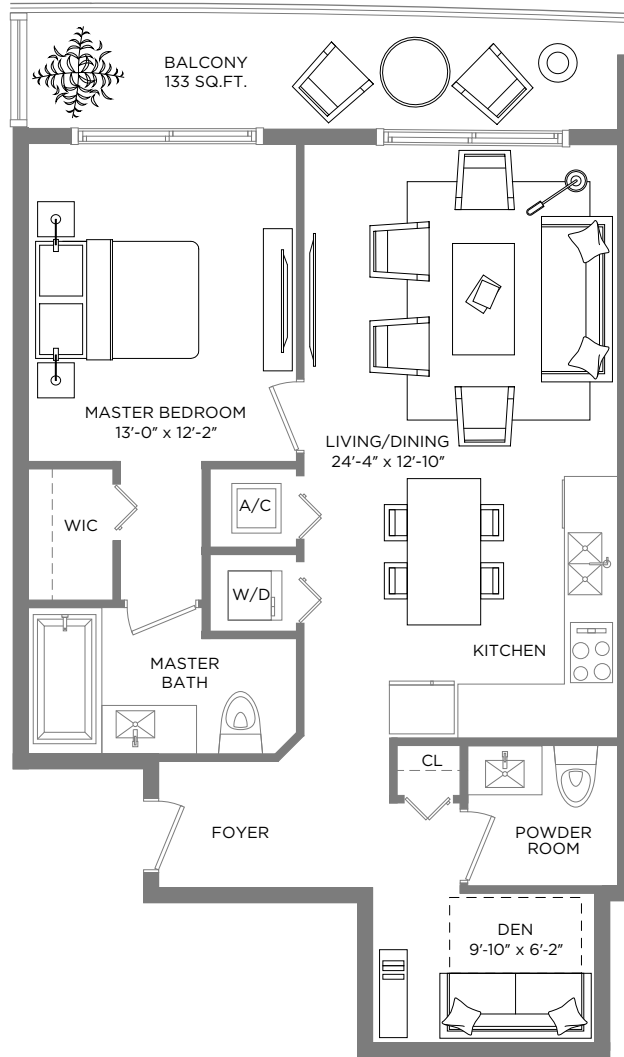 BALCONY
133 SQ.FT.
MASTER BEDROOM
13'-0" x 12'-2"
LIVING/DINING
24'-4" x 12'-10"
A/C
WIC
W/D
KITCHEN
MASTER
BATH
CL
FOYER
POWDER
ROOM
DEN
9'-10" x 6'-2"